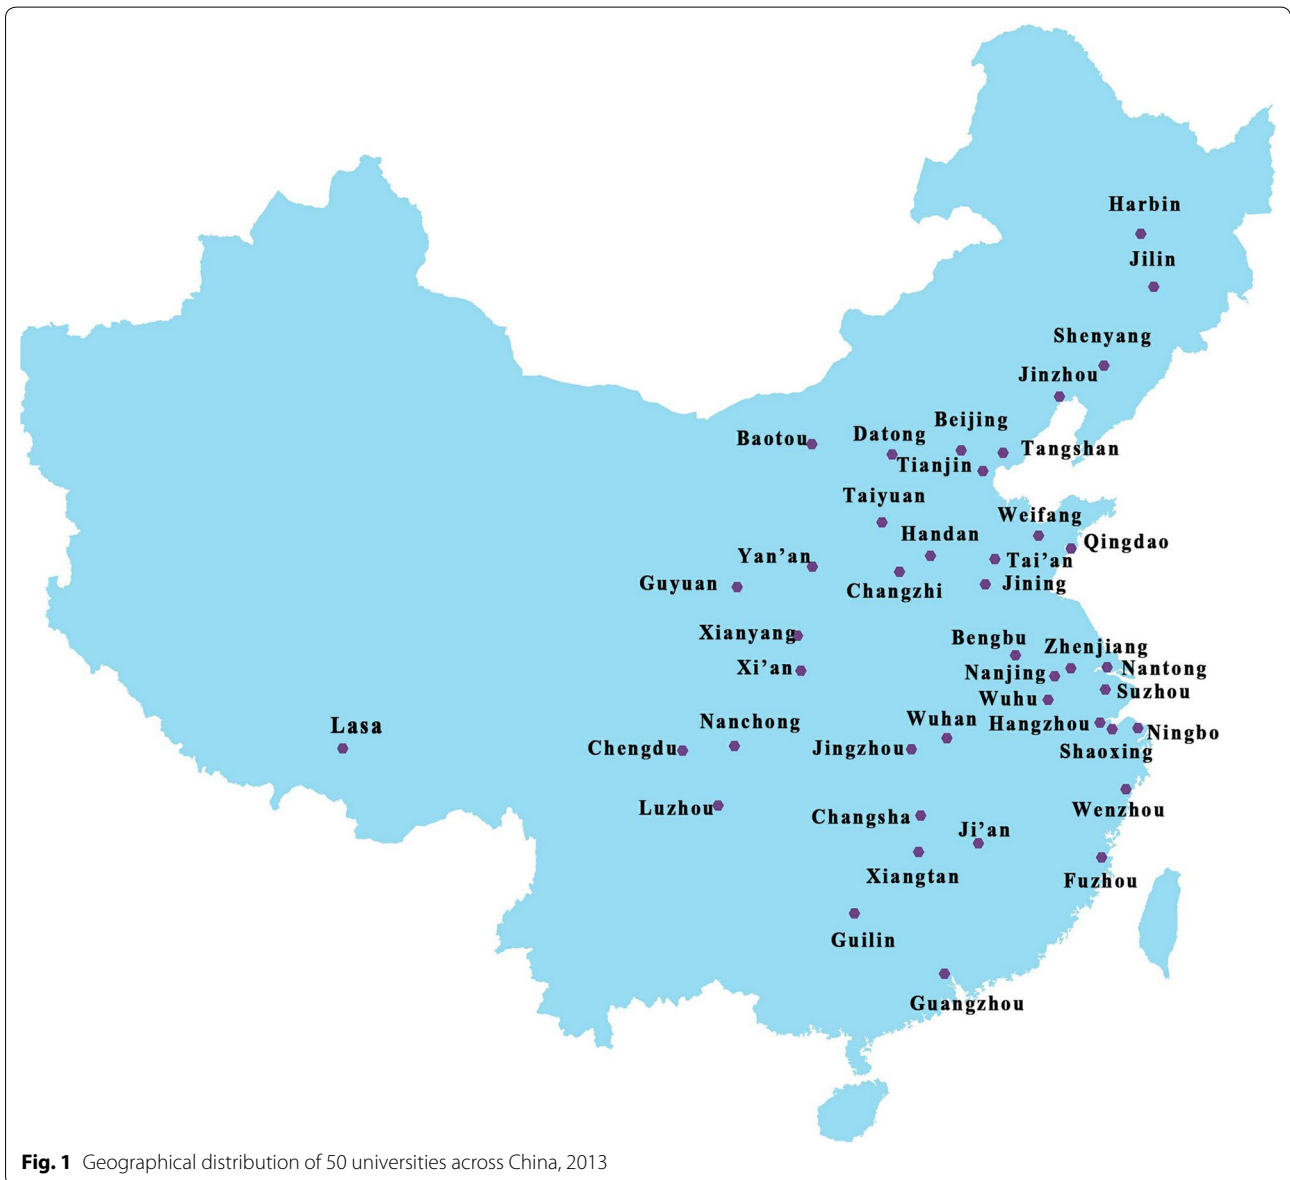 Harbin
Jilin
Shenyang
Jinzhou
Beijing
Baotou
Datong
Tangshan
Tianjin
Taiyuan
Weifang
Handan
Qingdao
Yan’an
Tai’an
Guyuan
Changzhi
Jining
Xianyang
Bengbu
Zhenjiang
Xi’an
Nanjing
Nantong
Suzhou
Wuhu
Lasa
Nanchong
Wuhan
Hangzhou
Ningbo
Chengdu
Jingzhou
Shaoxing
Luzhou
Changsha
Wenzhou
Ji’an
Xiangtan
Fuzhou
Guilin
Guangzhou
Fig. 1 Geographical distribution of 50 universities across China, 2013